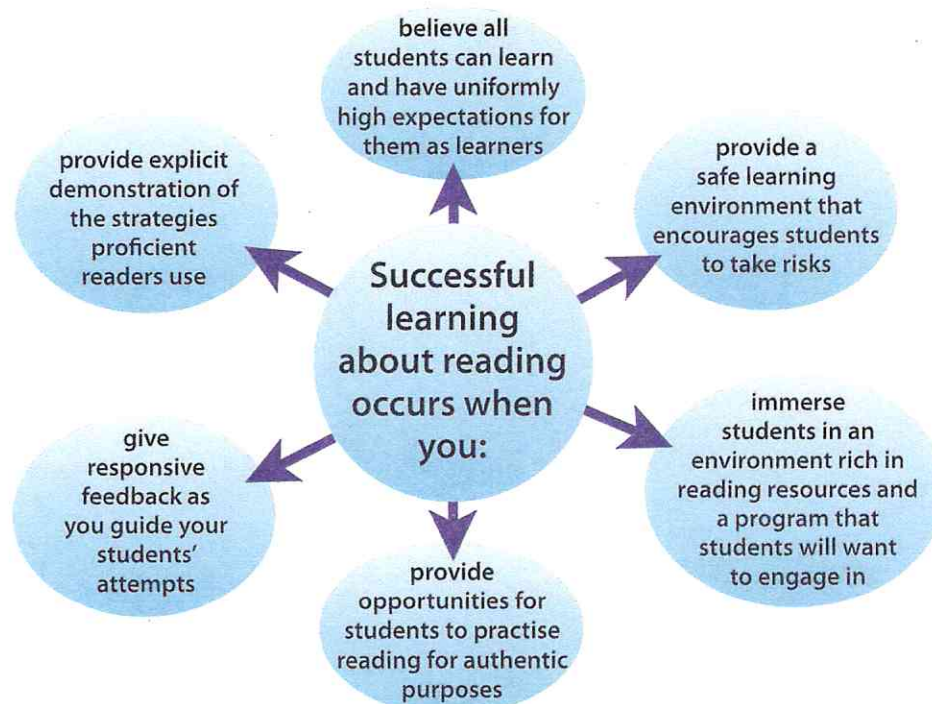 believe all
students can learn
and have uniformly
high expectations for
them as learners
provide a
safe learning
environment that
encourages students
to take risks
immerse
students in an
environment rich in
reading resources and
a program that
students will want
to engage in
provide
opportunities for
students to practise
reading for authentic
purposes
give
responsive
feedback as
you guide your
students'
attempts
provide explicit
demonstration of
the strategies
proficient
readers use
Successful
learning
about reading
occurs when
you: